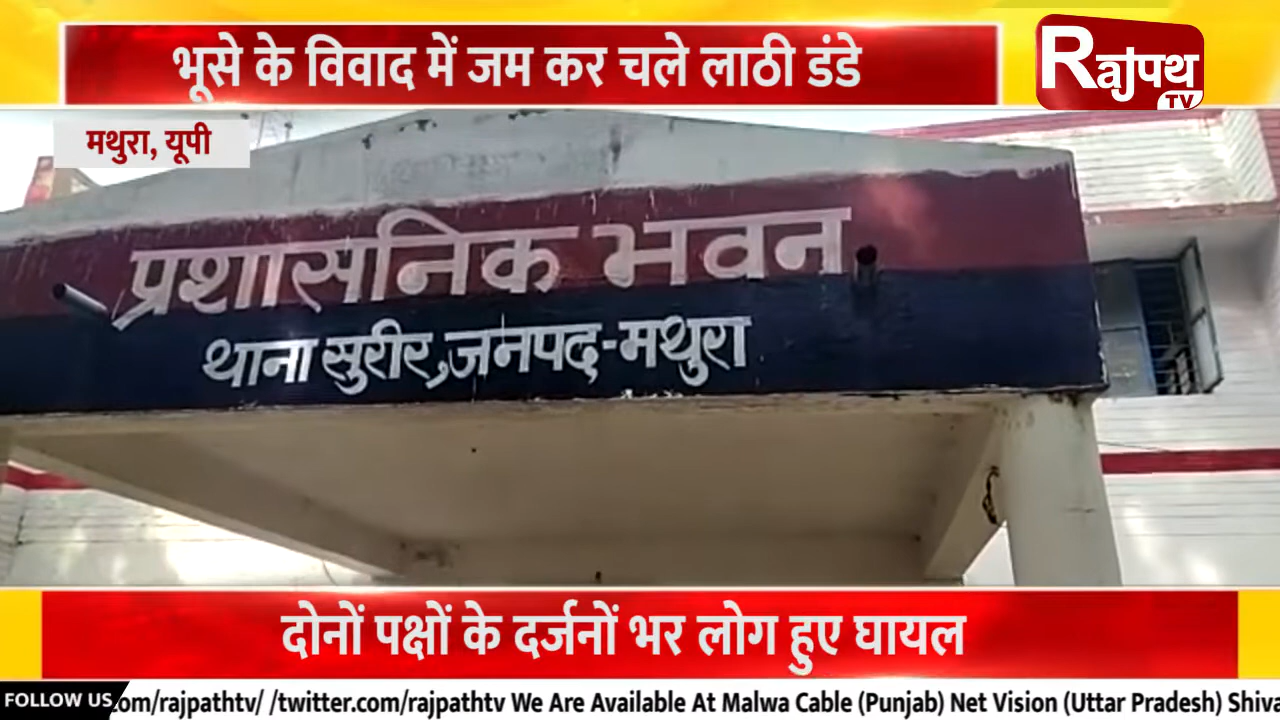 भूसे के विवाद में जम कर चले लाठी डंडे
Rajपथ
TV
मथुरा, यूपी
प्रशासनिक भवन
थाना सुरीर,जनपद-मथुरा
दोनों पक्षों के दर्जनों भर लोग हुए घायल
FOLLOW US .com/rajpathtv/ /twitter.com/rajpathtv We Are Available At Malwa Cable (Punjab) Net Vision (Uttar Pradesh)